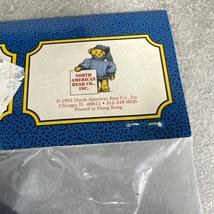 NORTH
AMERICAN
BEAR CO., INC.
© 1993 North American Bear Co., Inc
Chicago, IL 60611 • 312-329-0020
Printed in Hong Kong